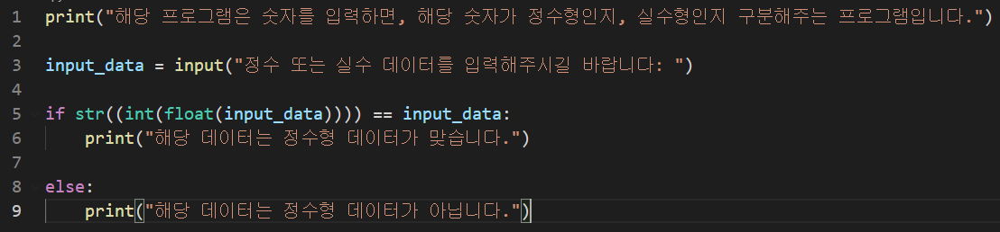 1 print("해당 프로그램은 숫자를 입력하면, 해당 숫자가 정수형인지, 실수형인지 구분해주는 프로그램입니다.")
2
3 input_data = input("정수 또는 실수 데이터를 입력해주시길 바랍니다: ")
4
5 if str((int(float(input_data)))) == input_data:
6     print("해당 데이터는 정수형 데이터가 맞습니다.")
7
8 else:
9     print("해당 데이터는 정수형 데이터가 아닙니다.")